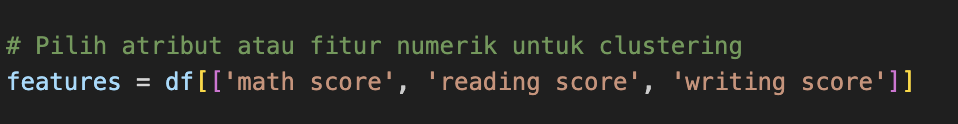 # Pilih atribut atau fitur numerik untuk clustering
features = df[['math score', 'reading score', 'writing score']]